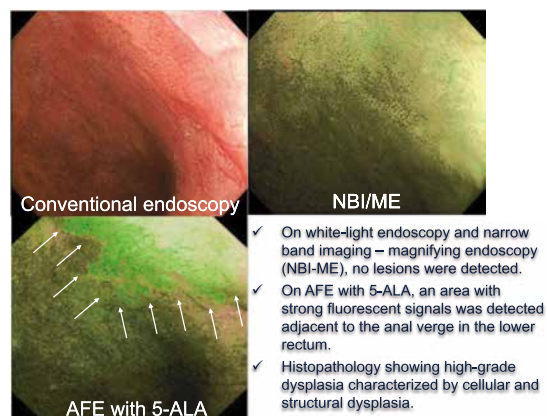 Conventional endoscopy
NBI/ME
AFE with 5-ALA
✓ On white-light endoscopy and narrow
band imaging – magnifying endoscopy
(NBI-ME), no lesions were detected.
✓ On AFE with 5-ALA, an area with
strong fluorescent signals was detected
adjacent to the anal verge in the lower
rectum.
✓ Histopathology showing high-grade
dysplasia characterized by cellular and
structural dysplasia.